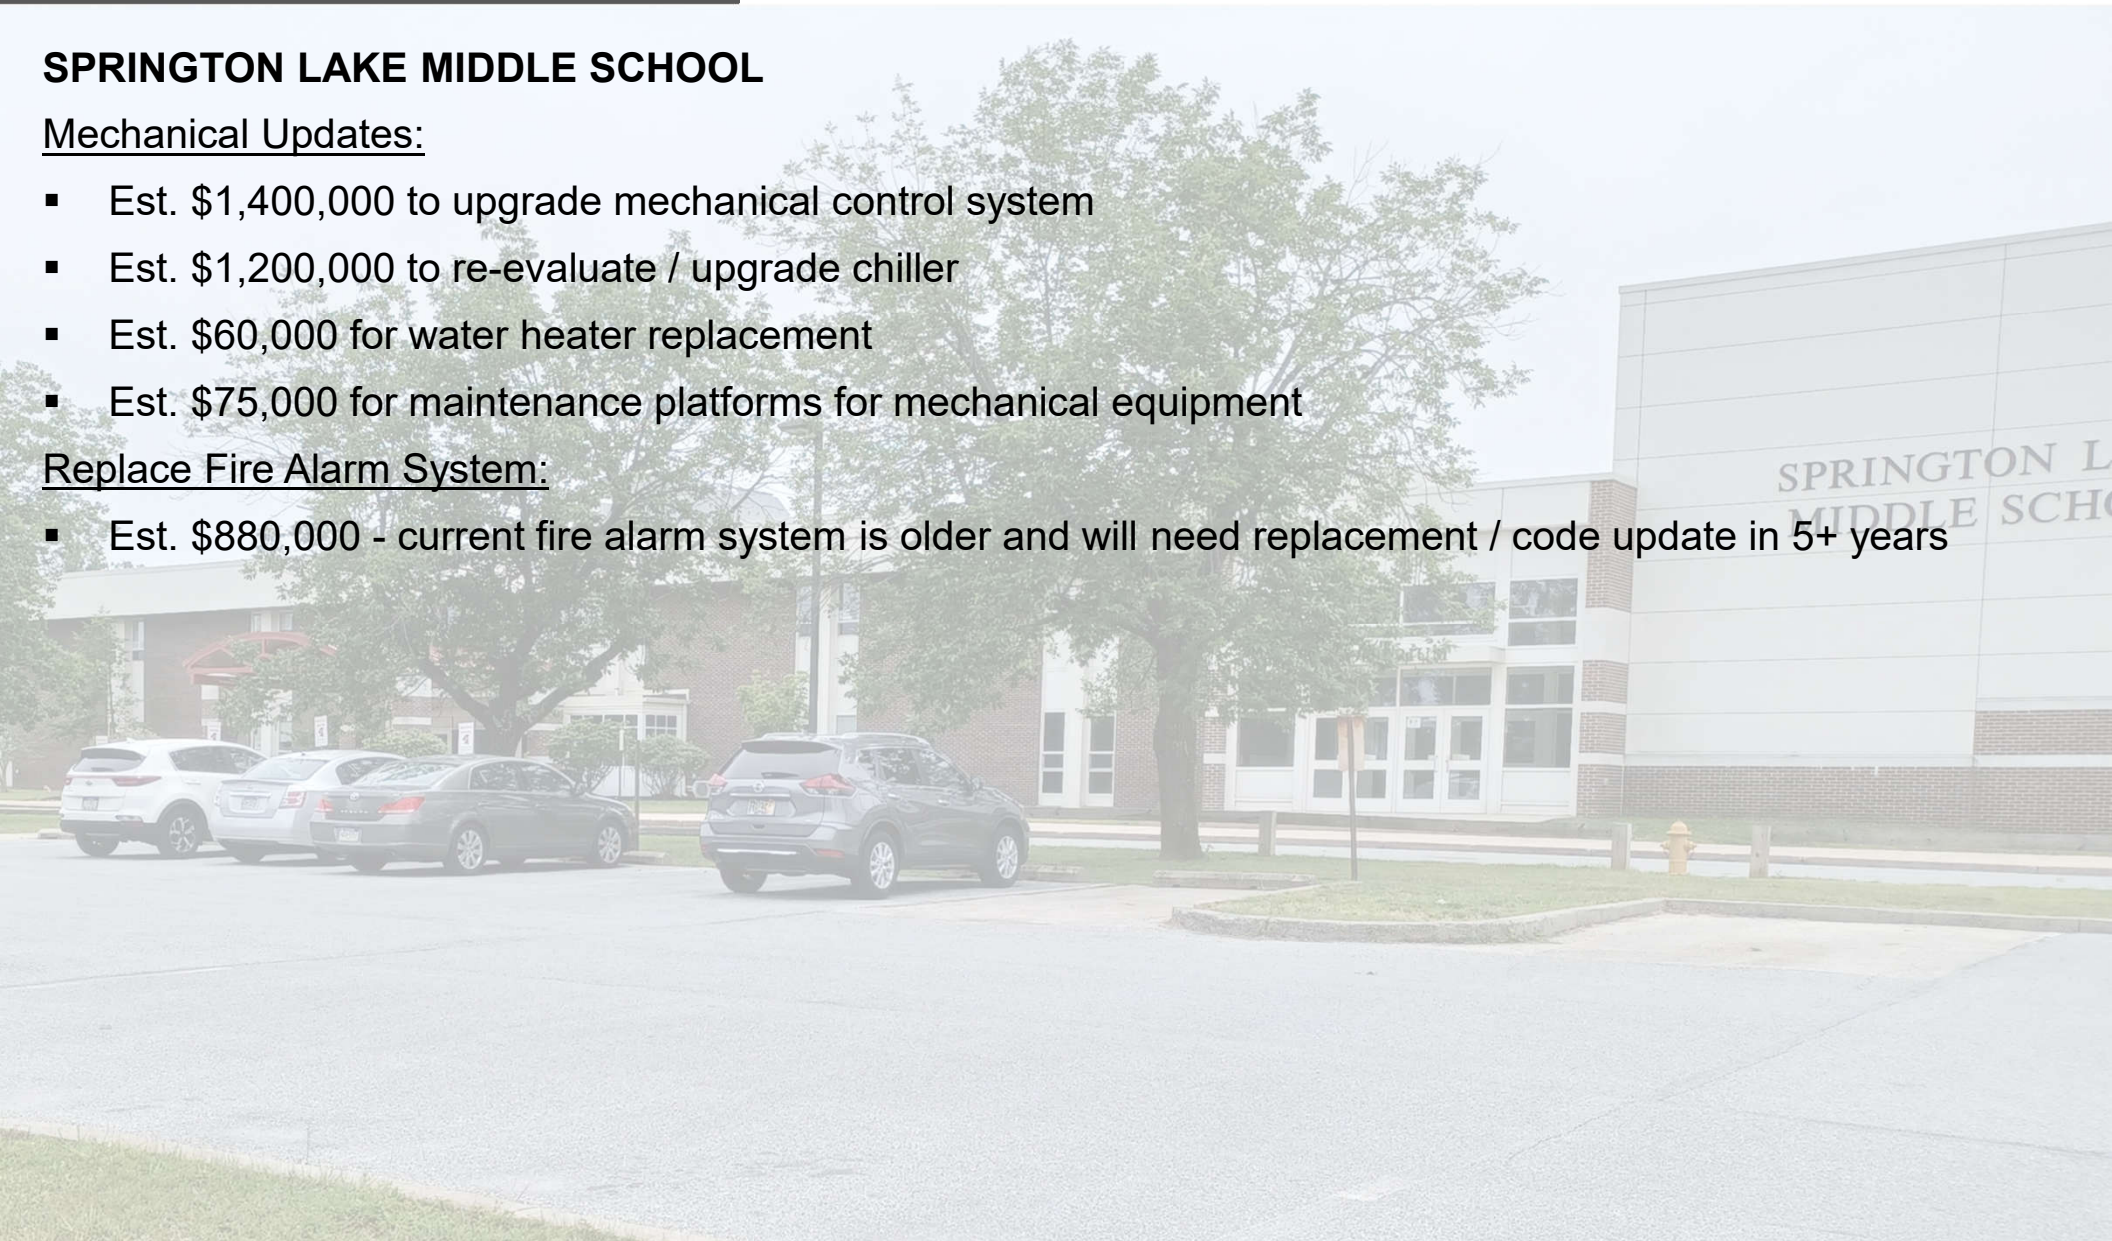 SPRINGTON LAKE MIDDLE SCHOOL
Mechanical Updates:
▪ Est. $1,400,000 to upgrade mechanical control system
▪ Est. $1,200,000 to re-evaluate / upgrade chiller
▪ Est. $60,000 for water heater replacement
▪ Est. $75,000 for maintenance platforms for mechanical equipment
Replace Fire Alarm System:
SPRINGTON L
MIDDLE SCHO
▪ Est. $880,000 - current fire alarm system is older and will need replacement / code update in 5+ years